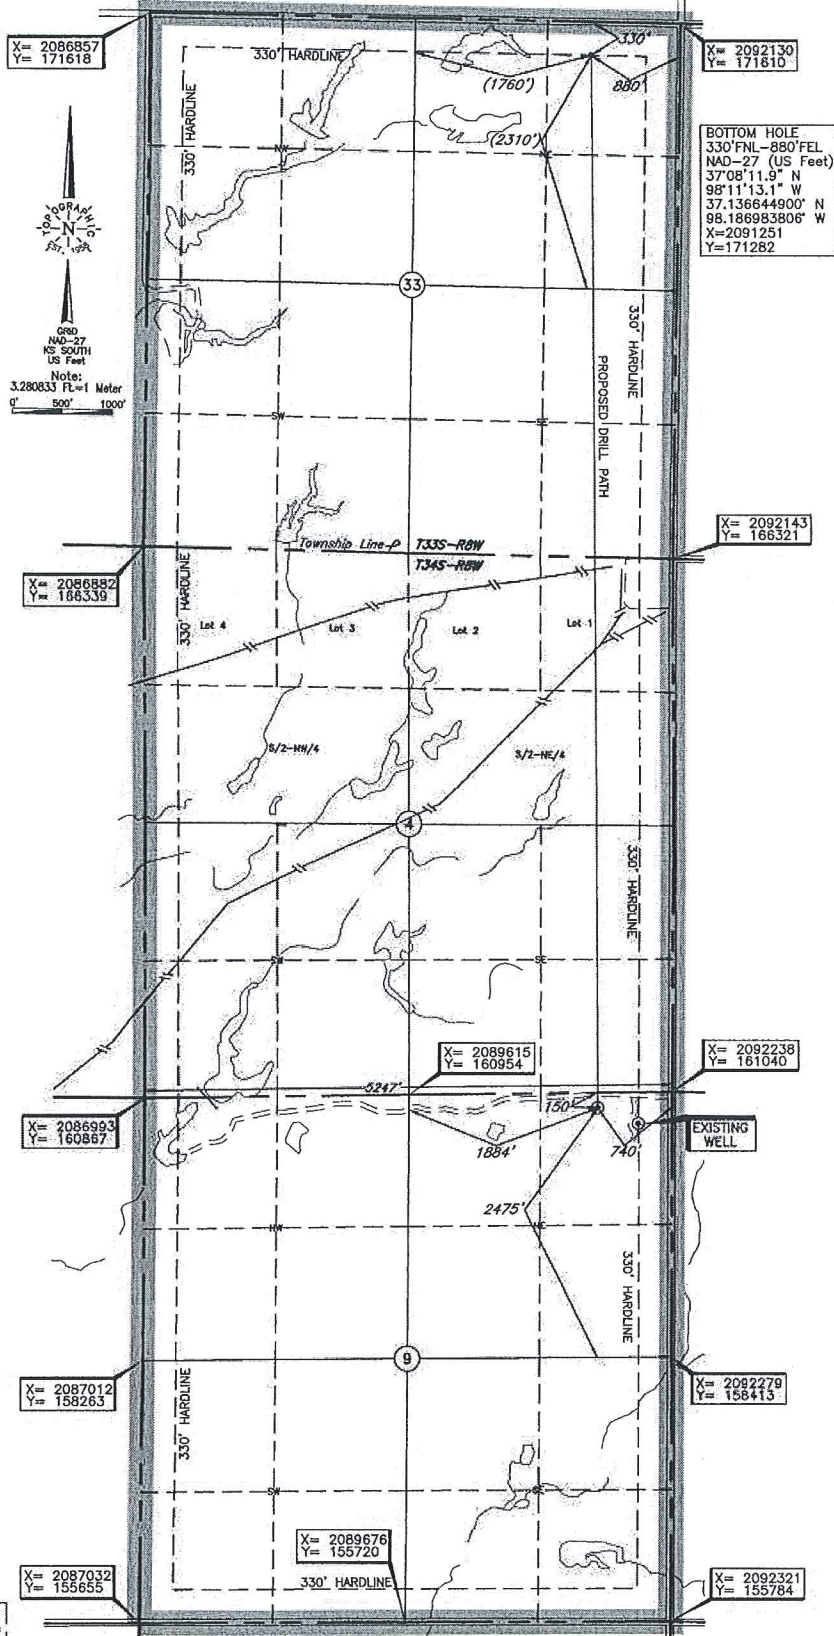 X= 2086857
Y= 171618
330' HARDLINE
330'
(1760')
880'
X= 2092130
Y= 171610
BOTTOM HOLE
330'FNL-880'FEL
NAD-27 (US Feet)
37°08'11.9" N
98°11'13.1" W
37.136644900° N
98.186983806° W
X=2091251
Y=171282
330' HARDLINE
NW
(2310')
NE
TOPOGRAPHIC
N
EST. 1958
GRID
NAD-27
KS SOUTH
US Feet
Note:
3.280833 Ft.=1 Meter
0' 500' 1000'
33
330' HARDLINE
PROPOSED DRILL PATH
SW
SE
X= 2092143
Y= 166321
Township Line
T33S-R8W
T34S-R8W
X= 2086882
Y= 166339
330' HARDLINE
Lot 4
Lot 3
Lot 2
Lot 1
S/2-NW/4
S/2-NE/4
4
330' HARDLINE
SW
SE
X= 2089615
Y= 160954
X= 2092238
Y= 161040
5247'
X= 2086993
Y= 160867
150'
EXISTING
WELL
1884'
740'
2475'
NW
NE
330' HARDLINE
9
X= 2087012
Y= 158263
X= 2092279
Y= 158413
330' HARDLINE
SW
SE
X= 2089676
Y= 155720
X= 2087032
Y= 155655
330' HARDLINE
X= 2092321
Y= 155784